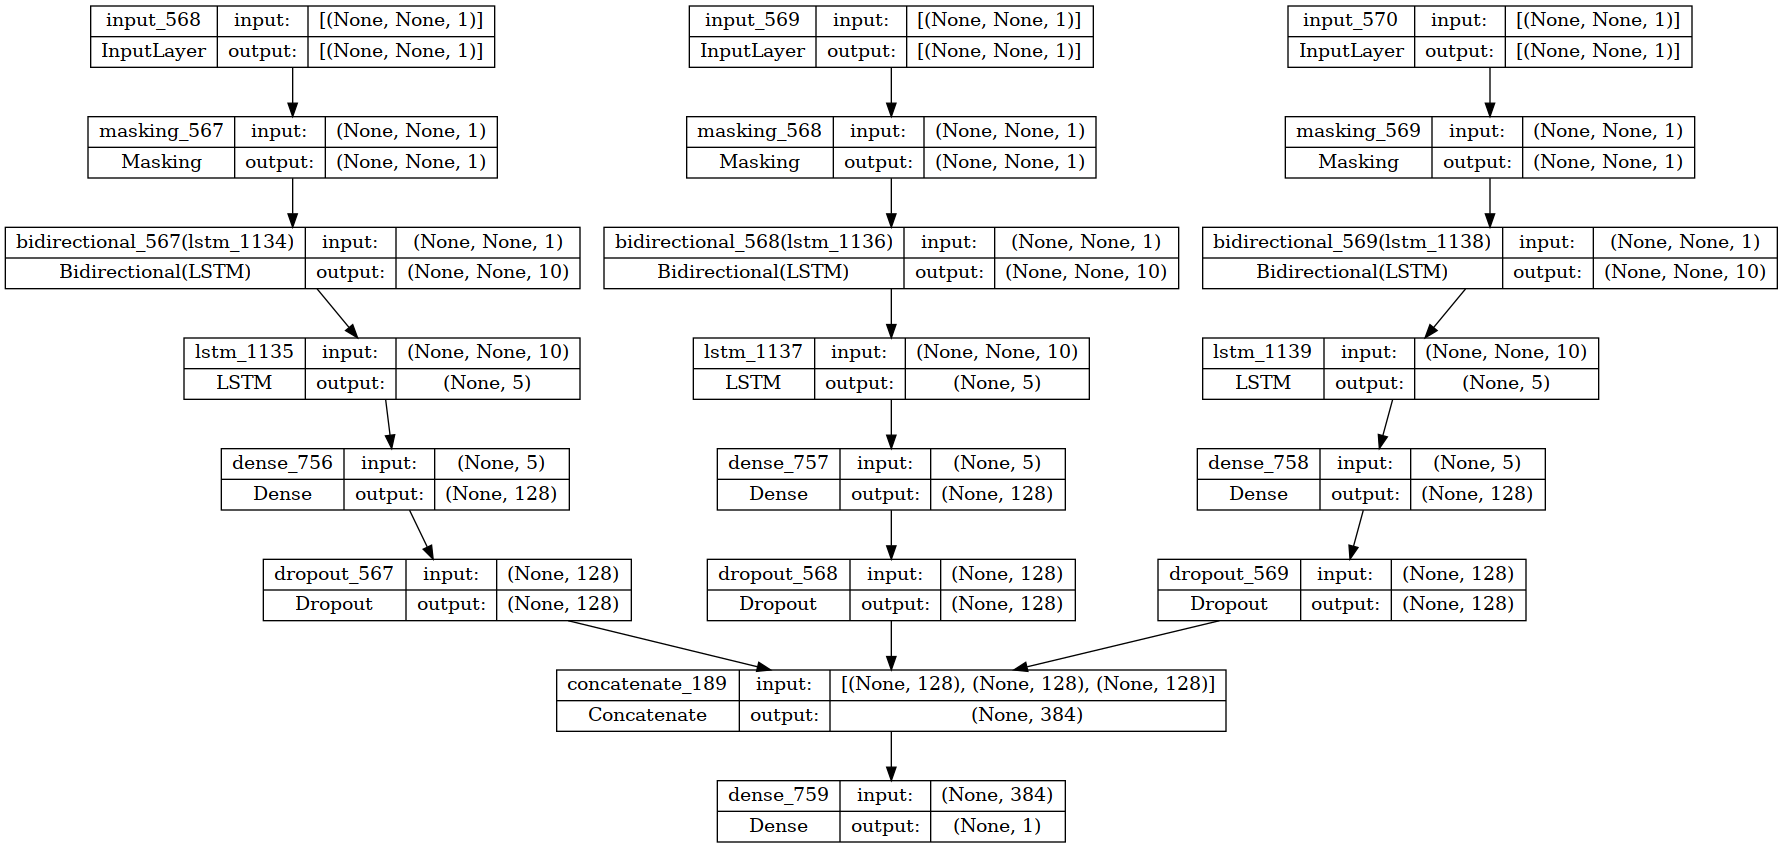 input_568 input: [(None, None, 1)]
InputLayer output: [(None, None, 1)]
input_569 input: [(None, None, 1)]
InputLayer output: [(None, None, 1)]
input_570 input: [(None, None, 1)]
InputLayer output: [(None, None, 1)]
masking_567 input: (None, None, 1)
Masking output: (None, None, 1)
masking_568 input: (None, None, 1)
Masking output: (None, None, 1)
masking_569 input: (None, None, 1)
Masking output: (None, None, 1)
bidirectional_567(lstm_1134) input: (None, None, 1)
Bidirectional(LSTM) output: (None, None, 10)
bidirectional_568(lstm_1136) input: (None, None, 1)
Bidirectional(LSTM) output: (None, None, 10)
bidirectional_569(lstm_1138) input: (None, None, 1)
Bidirectional(LSTM) output: (None, None, 10)
lstm_1135 input: (None, None, 10)
LSTM output: (None, 5)
lstm_1137 input: (None, None, 10)
LSTM output: (None, 5)
lstm_1139 input: (None, None, 10)
LSTM output: (None, 5)
dense_756 input: (None, 5)
Dense output: (None, 128)
dense_757 input: (None, 5)
Dense output: (None, 128)
dense_758 input: (None, 5)
Dense output: (None, 128)
dropout_567 input: (None, 128)
Dropout output: (None, 128)
dropout_568 input: (None, 128)
Dropout output: (None, 128)
dropout_569 input: (None, 128)
Dropout output: (None, 128)
concatenate_189 input: [(None, 128), (None, 128), (None, 128)]
Concatenate output: (None, 384)
dense_759 input: (None, 384)
Dense output: (None, 1)